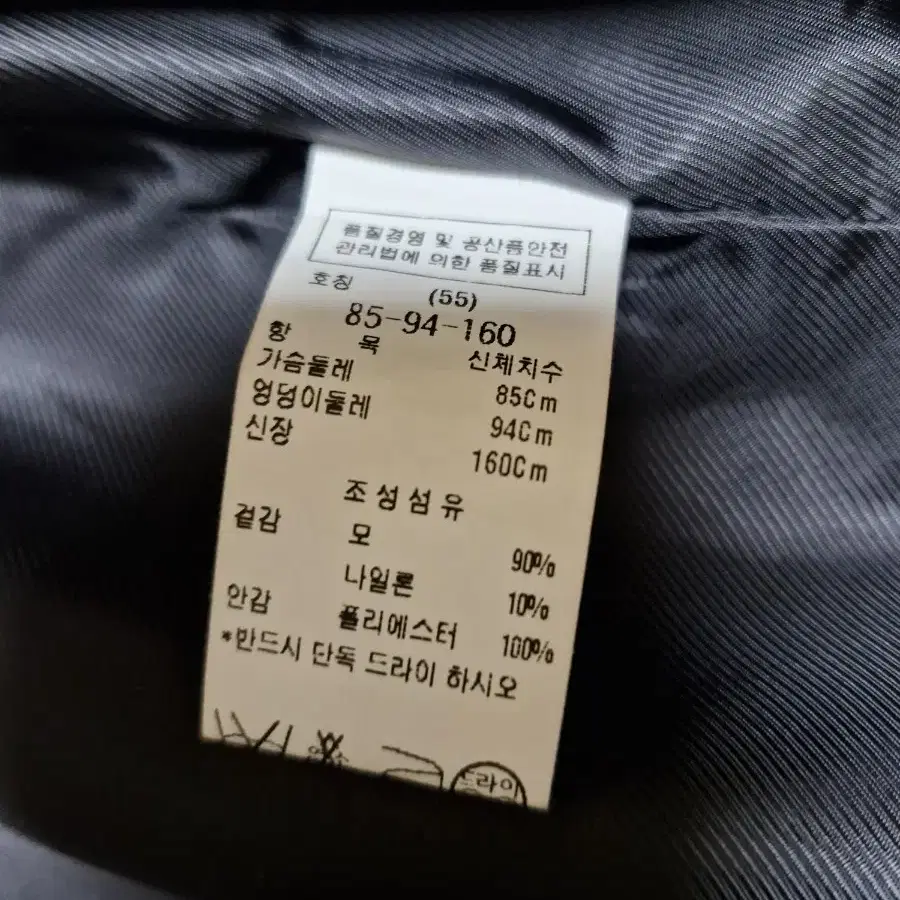 품질경영 및 공산품안전
관리법에 의한 품질표시
호칭 (55)
85-94-160
항 목 신체치수
가슴둘레 85Cm
엉덩이둘레 94Cm
신장 160Cm
조성섬유
겉감 모 90%
나일론 10%
안감 폴리에스터 100%
*반드시 단독 드라이 하시오
드라이